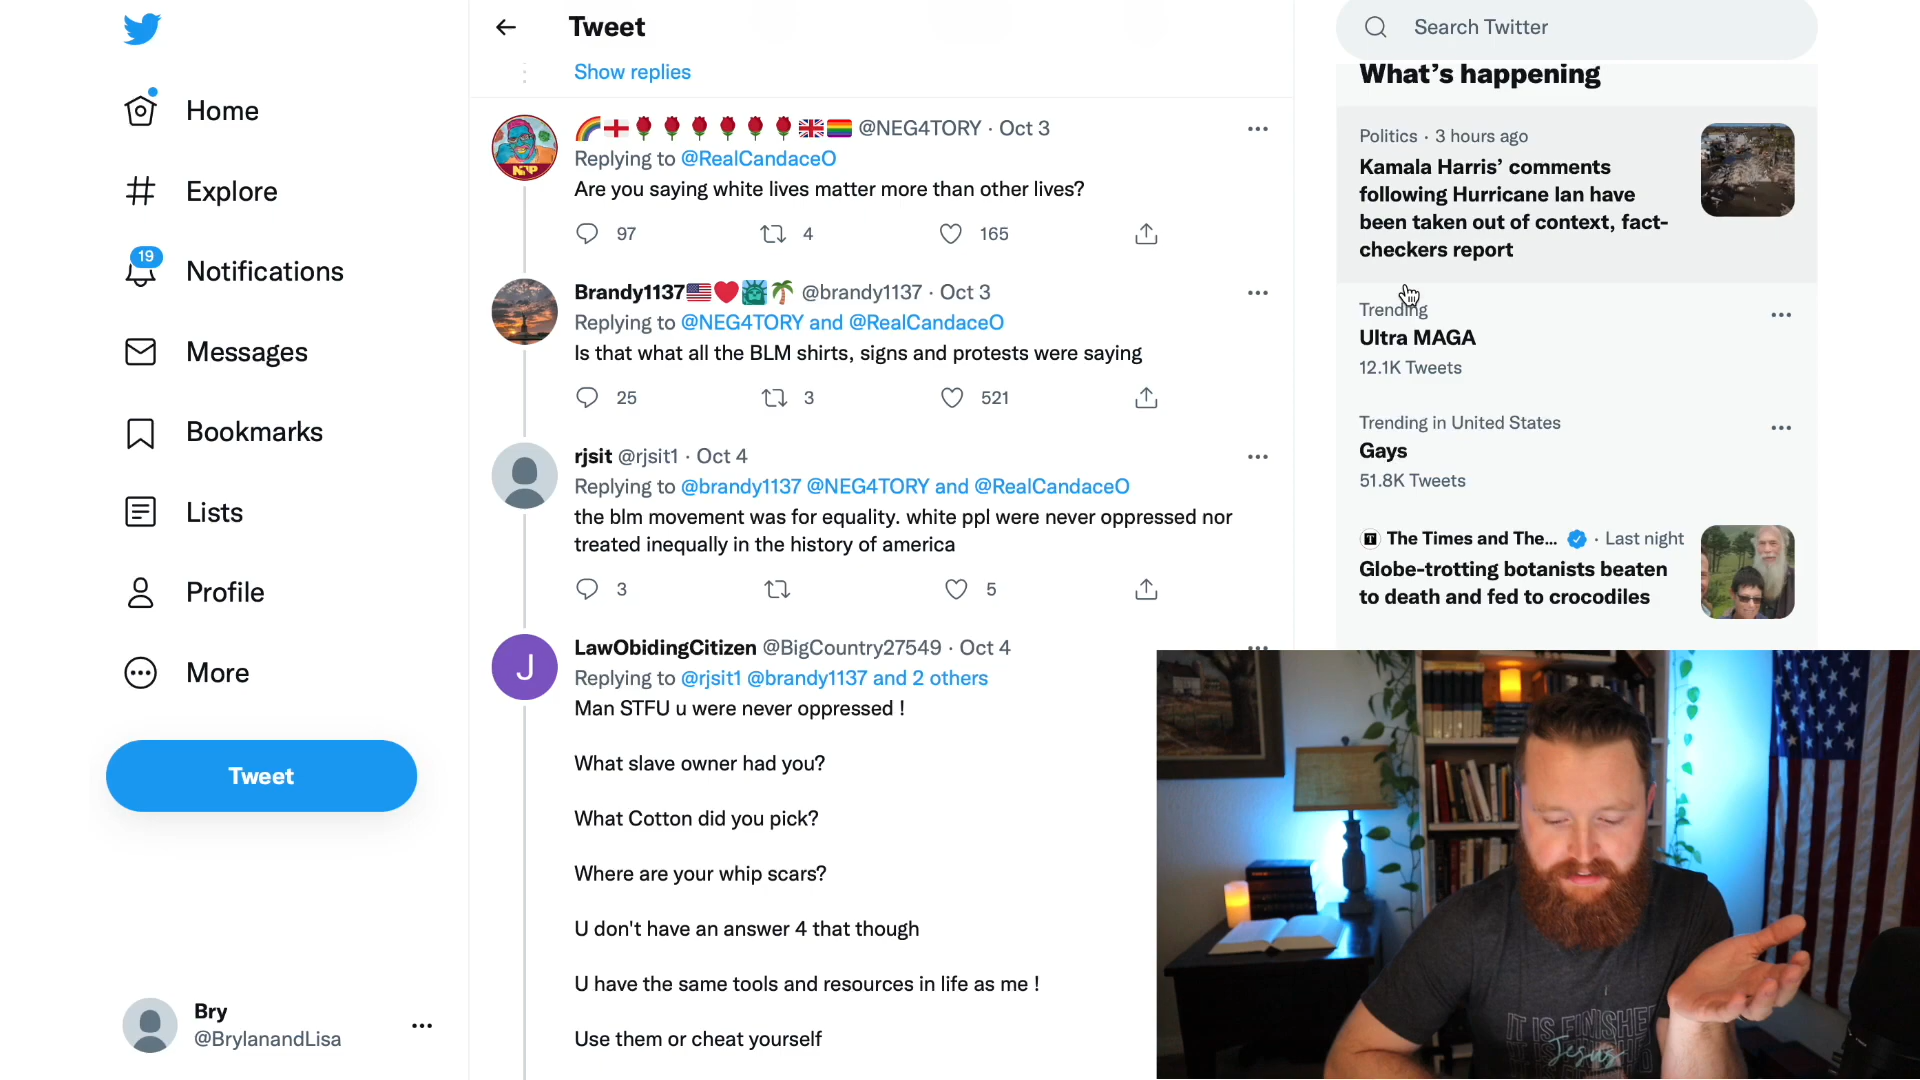 Home
Explore
19
Notifications
Messages
Bookmarks
Lists
Profile
More
Tweet
Bry
@BrylanandLisa
Tweet
Show replies
@NEG4TORY · Oct 3
Replying to @RealCandaceO
Are you saying white lives matter more than other lives?
97 4 165
Brandy1137 @brandy1137 · Oct 3
Replying to @NEG4TORY and @RealCandaceO
Is that what all the BLM shirts, signs and protests were saying
25 3 521
rjsit @rjsit1 · Oct 4
Replying to @brandy1137 @NEG4TORY and @RealCandaceO
the blm movement was for equality. white ppl were never oppressed nor
treated inequally in the history of america
3 5
J
LawObidingCitizen @BigCountry27549 · Oct 4
Replying to @rjsit1 @brandy1137 and 2 others
Man STFU u were never oppressed !
What slave owner had you?
What Cotton did you pick?
Where are your whip scars?
U don't have an answer 4 that though
U have the same tools and resources in life as me !
Use them or cheat yourself
Search Twitter
What's happening
Politics · 3 hours ago
Kamala Harris’ comments
following Hurricane Ian have
been taken out of context, fact-
checkers report
Trending
Ultra MAGA
12.1K Tweets
Trending in United States
Gays
51.8K Tweets
The Times and The... · Last night
Globe-trotting botanists beaten
to death and fed to crocodiles
IT IS FINISHED
Jesus